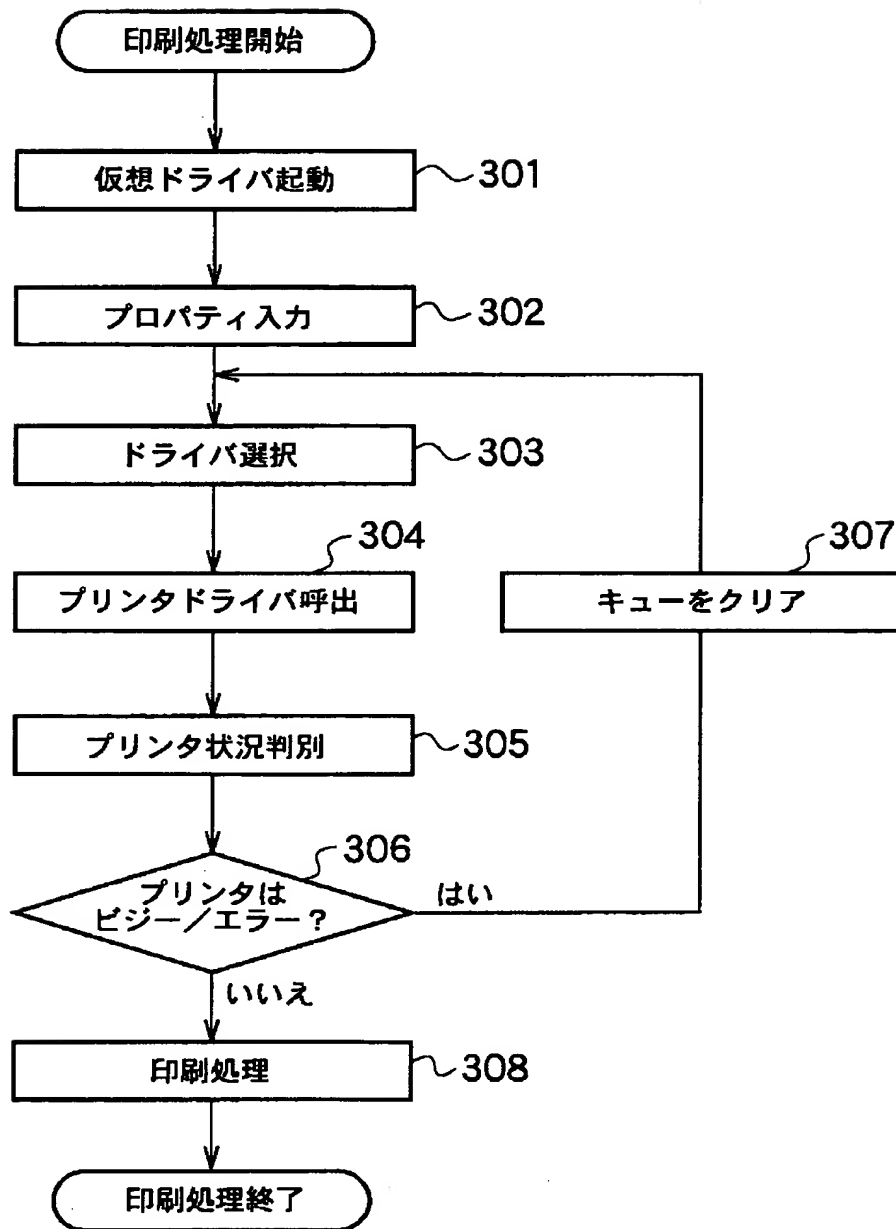 印刷処理開始
仮想ドライバ起動
301
プロパティ入力
302
ドライバ選択
303
プリンタドライバ呼出
304
キューをクリア
307
プリンタ状況判別
305
プリンタは
ビジー／エラー？
306
はい
いいえ
印刷処理
308
印刷処理終了